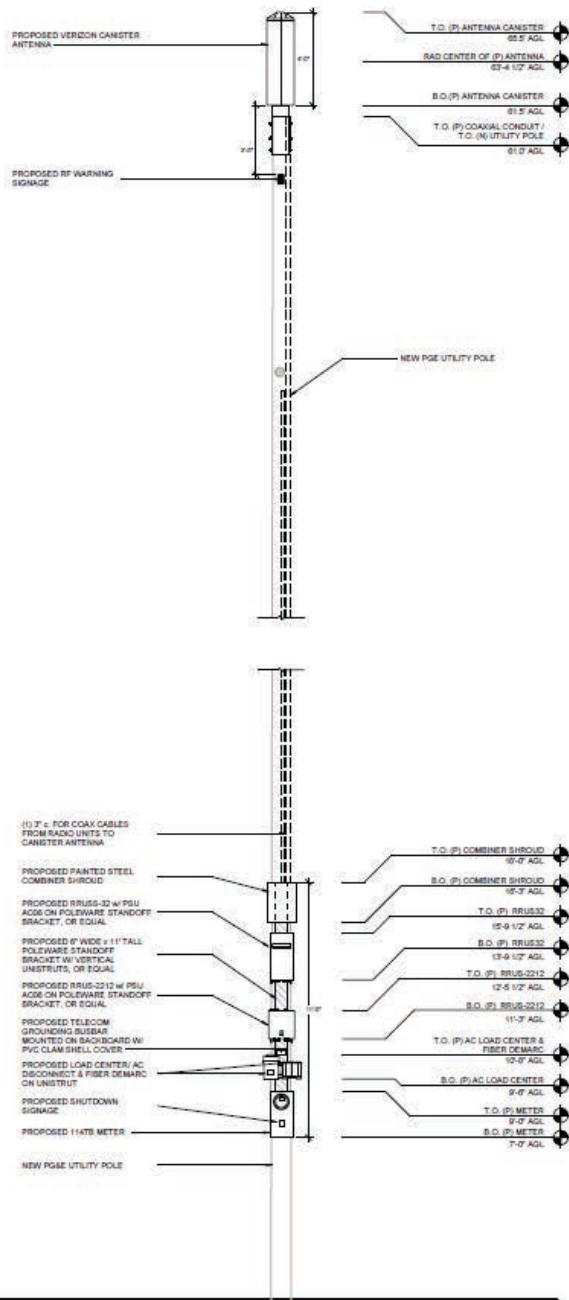 PROPOSED VERIZON CANISTER
ANTENNA
4'-0"
T.O. (P) ANTENNA CANISTER
65.5' AGL
RAD CENTER OF (P) ANTENNA
63'-4 1/2" AGL
B.O.(P) ANTENNA CANISTER
61.5' AGL
T.O. (P) COAXIAL CONDUIT /
T.O. (N) UTILITY POLE
61.0' AGL
3'-0"
PROPOSED RF WARNING
SIGNAGE
NEW PGE UTILITY POLE
(1) 3" c. FOR COAX CABLES
FROM RADIO UNITS TO
CANISTER ANTENNA
PROPOSED PAINTED STEEL
COMBINER SHROUD
PROPOSED RRUSS-32 w/ PSU
AC08 ON POLEWARE STANDOFF
BRACKET, OR EQUAL
PROPOSED 6" WIDE x 11' TALL
POLEWARE STANDOFF
BRACKET W/ VERTICAL
UNISTRUTS, OR EQUAL
PROPOSED RRUS-2212 w/ PSU
AC08 ON POLEWARE STANDOFF
BRACKET, OR EQUAL
PROPOSED TELECOM
GROUNDING BUSBAR
MOUNTED ON BACKBOARD W/
PVC CLAM SHELL COVER
PROPOSED LOAD CENTER/ AC
DISCONNECT & FIBER DEMARC
ON UNISTRUT
PROPOSED SHUTDOWN
SIGNAGE
PROPOSED 114TB METER
NEW PG&E UTILITY POLE
T.O. (P) COMBINER SHROUD
18'-0" AGL
B.O. (P) COMBINER SHROUD
16'-3" AGL
T.O. (P) RRUS32
15'-9 1/2" AGL
B.O. (P) RRUS32
13'-9 1/2" AGL
T.O. (P) RRUS-2212
12'-5 1/2" AGL
B.O. (P) RRUS-2212
11'-3" AGL
T.O. (P) AC LOAD CENTER &
FIBER DEMARC
10'-8" AGL
B.O. (P) AC LOAD CENTER
9'-6" AGL
T.O. (P) METER
9'-0" AGL
B.O. (P) METER
7'-0" AGL